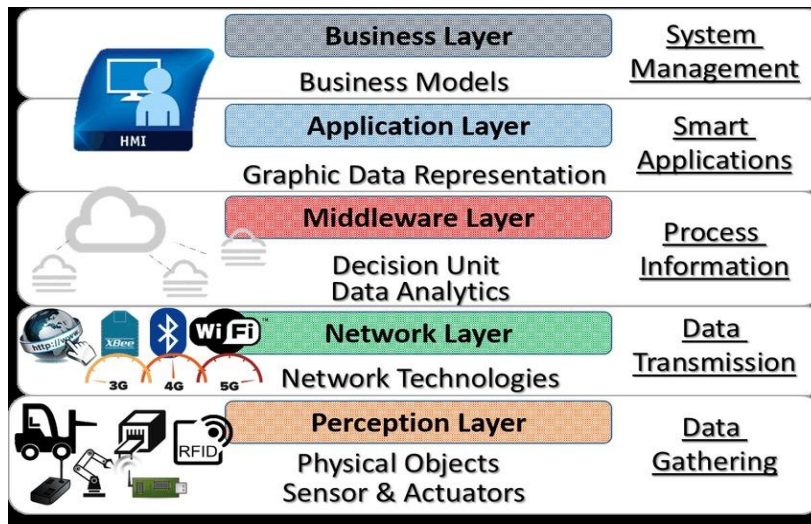 Business Layer
Business Models
System
Management
HMI
Application Layer
Graphic Data Representation
Smart
Applications
Middleware Layer
Decision Unit
Data Analytics
Process
Information
http://www
XBee
WiFi™
3G
4G
5G
Network Layer
Network Technologies
Data
Transmission
RFID
Perception Layer
Physical Objects
Sensor & Actuators
Data
Gathering